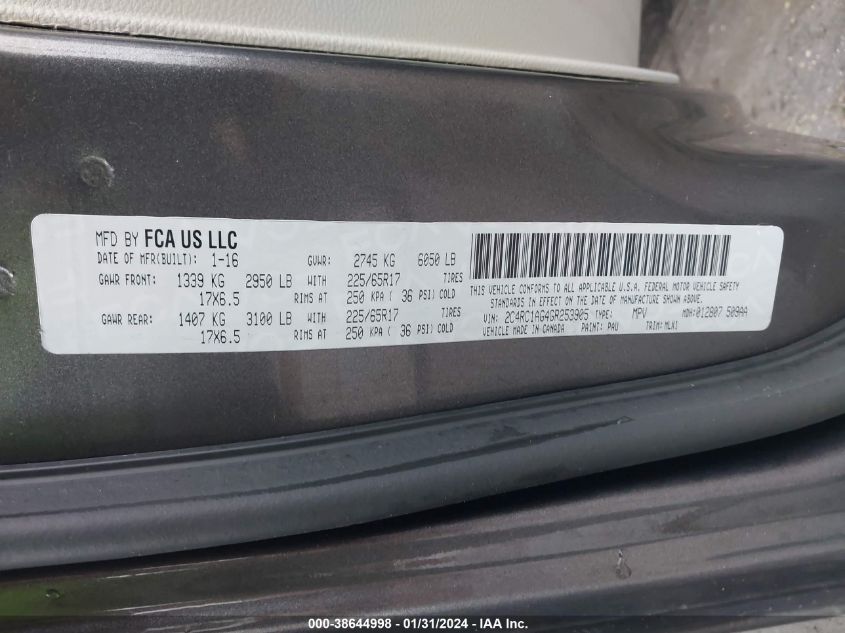 MFD BY FCA US LLC
DATE OF MFR(BUILT): 1-16 GVWR: 2745 KG 6050 LB
GAWR FRONT: 1339 KG 2950 LB WITH 225/65R17 TIRES
17X6.5 RIMS AT 250 KPA ( 36 PSI) COLD
GAWR REAR: 1407 KG 3100 LB WITH 225/65R17 TIRES
17X6.5 RIMS AT 250 KPA ( 36 PSI) COLD
THIS VEHICLE CONFORMS TO ALL APPLICABLE U.S.A. FEDERAL MOTOR VEHICLE SAFETY
STANDARDS IN EFFECT ON THE DATE OF MANUFACTURE SHOWN ABOVE.
VIN: 2C4RC1AG4GR253905 TYPE: MPV MDH:012807 509AA
VEHICLE MADE IN CANADA PAINT: PAU TRIM: MLX1
000-38644998 - 01/31/2024 - IAA Inc.